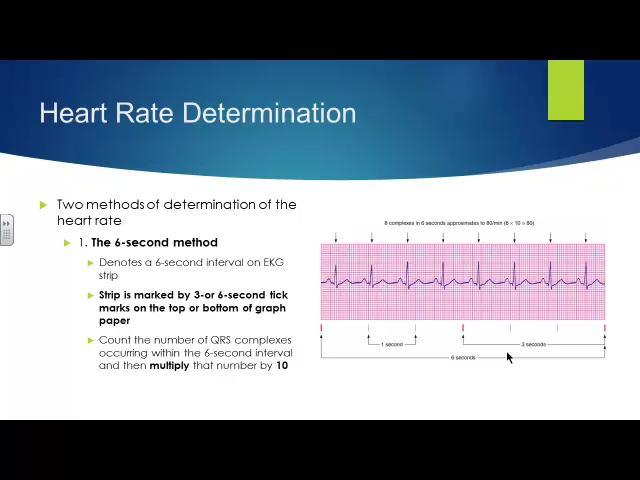 Heart Rate Determination
Two methods of determination of the
heart rate
1. The 6-second method
Denotes a 6-second interval on EKG
strip
Strip is marked by 3-or 6-second tick
marks on the top or bottom of graph
paper
Count the number of QRS complexes
occurring within the 6-second interval
and then multiply that number by 10
8 complexes in 6 seconds approximates to 80/min (8 × 10 = 80)
1 second
3 seconds
6 seconds